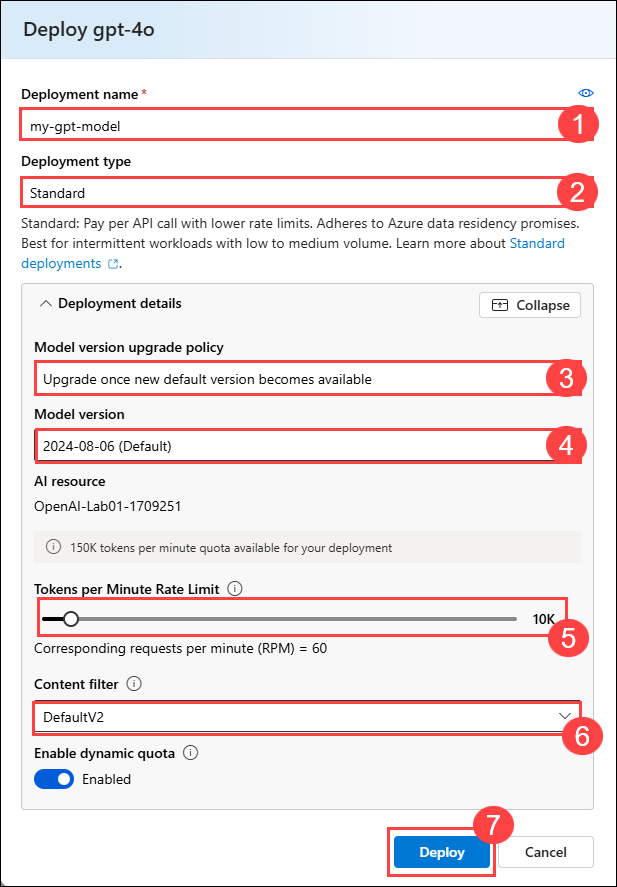 Deploy gpt-4o
Deployment name *
my-gpt-model
1
Deployment type
Standard
2
Standard: Pay per API call with lower rate limits. Adheres to Azure data residency promises.
Best for intermittent workloads with low to medium volume. Learn more about Standard
deployments.
Deployment details
Collapse
Model version upgrade policy
Upgrade once new default version becomes available
3
Model version
2024-08-06 (Default)
4
AI resource
OpenAI-Lab01-1709251
150K tokens per minute quota available for your deployment
Tokens per Minute Rate Limit
10K
5
Corresponding requests per minute (RPM) = 60
Content filter
DefaultV2
6
Enable dynamic quota
Enabled
7
Deploy
Cancel